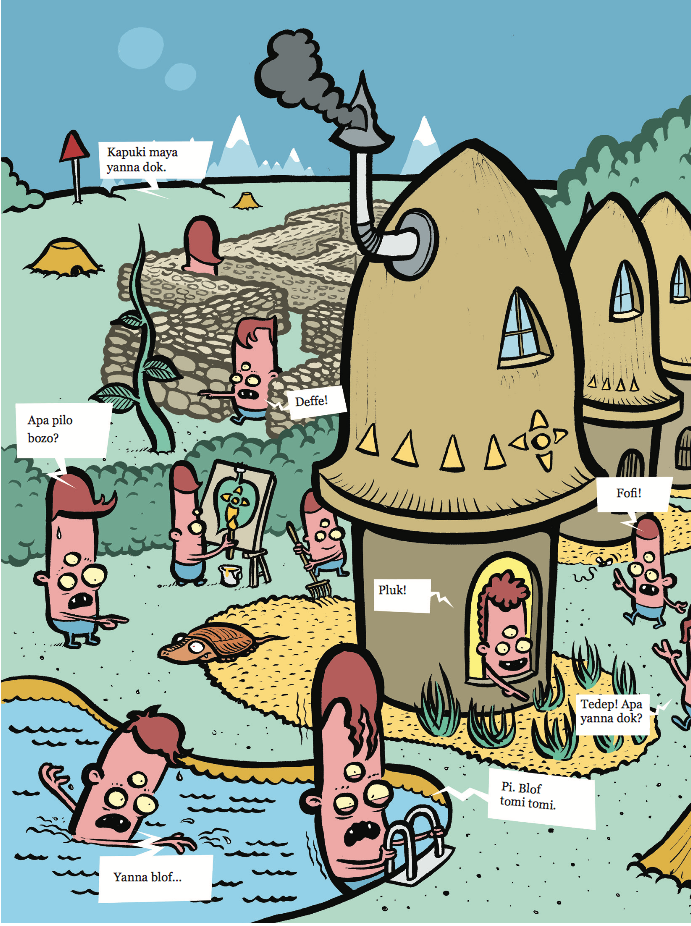 Kapuki maya
yanna dok.
Deffe!
Apa pilo
bozo?
Fofi!
Pluk!
Tedep! Apa
yanna dok?
Pi. Blof
tomi tomi.
Yanna blof...